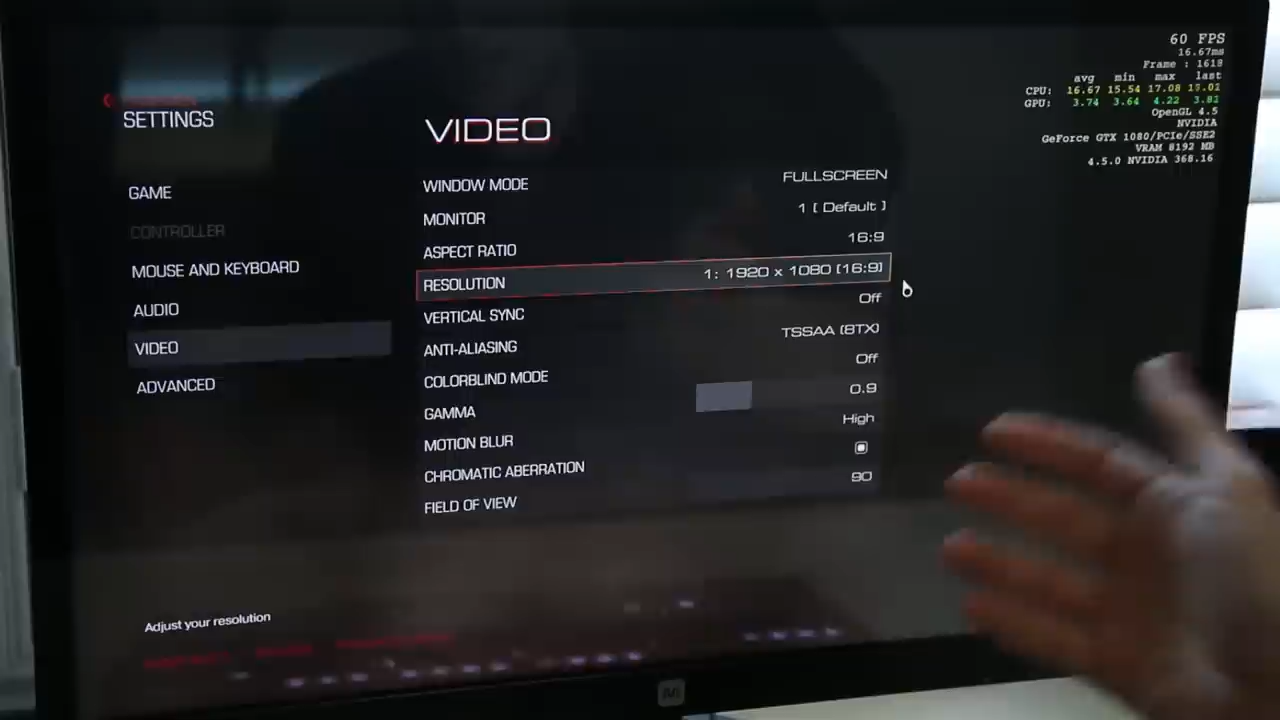 60 FPS
16.67ms
Frame : 1618
avg min max last
CPU: 16.67 15.54 17.08
GPU: 3.74 3.64 4.22
OpenGL 4.5
NVIDIA
GeForce GTX 1080/PCIe/SSE2
VRAM 8192 MB
4.5.0 NVIDIA 368.16
SETTINGS
GAME
CONTROLLER
MOUSE AND KEYBOARD
AUDIO
VIDEO
ADVANCED
VIDEO
WINDOW MODE FULLSCREEN
MONITOR 1 [ Default ]
ASPECT RATIO 16:9
RESOLUTION 1: 1920 x 1080 [16:9]
VERTICAL SYNC Off
ANTI-ALIASING TSSAA (8TX)
COLORBLIND MODE Off
GAMMA 0.9
MOTION BLUR High
CHROMATIC ABERRATION
FIELD OF VIEW 90
Adjust your resolution